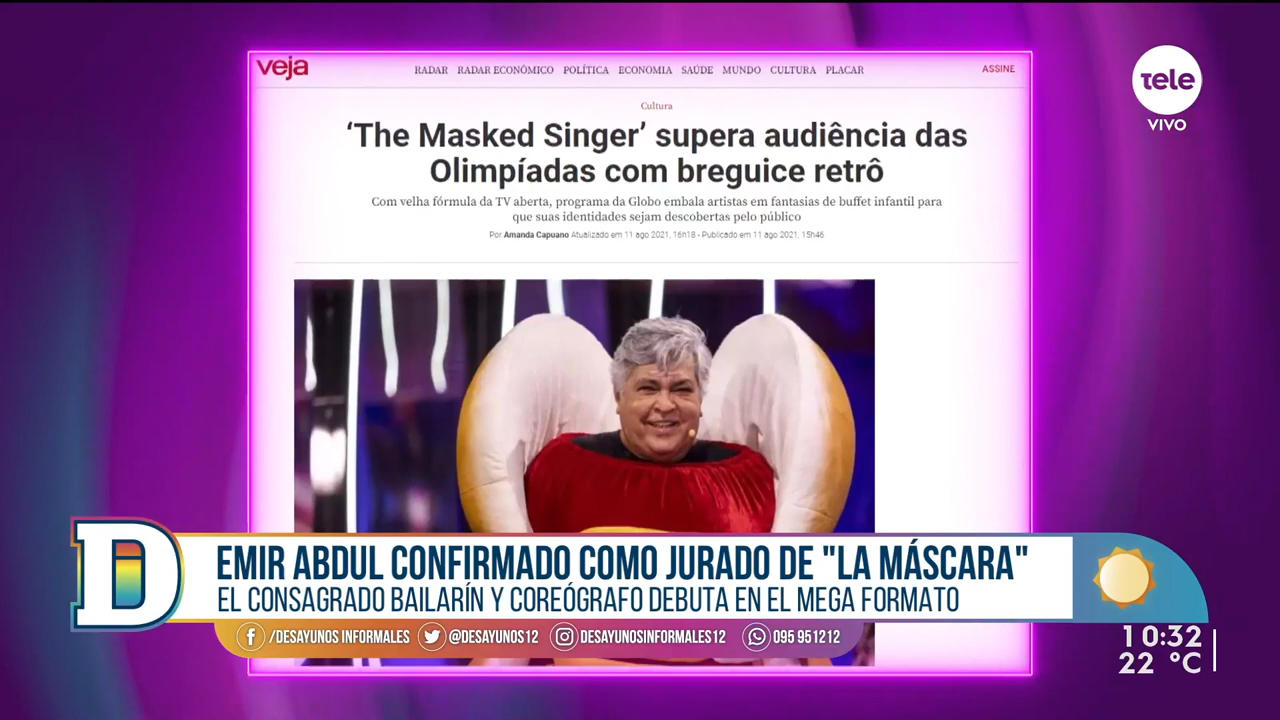 veja
RADAR RADAR ECONÔMICO POLÍTICA ECONOMIA SAÚDE MUNDO CULTURA PLACAR
ASSINE
tele
VIVO
Cultura
‘The Masked Singer’ supera audiência das
Olimpíadas com breguice retrô
Com velha fórmula da TV aberta, programa da Globo embala artistas em fantasias de buffet infantil para
que suas identidades sejam descobertas pelo público
Por Amanda Capuano Atualizado em 11 ago 2021, 16h18 - Publicado em 11 ago 2021, 15h46
D
EMIR ABDUL CONFIRMADO COMO JURADO DE "LA MÁSCARA"
EL CONSAGRADO BAILARÍN Y COREÓGRAFO DEBUTA EN EL MEGA FORMATO
/DESAYUNOS INFORMALES @DESAYUNOS12 DESAYUNOSINFORMALES12 095 951212
10:32
22 °C